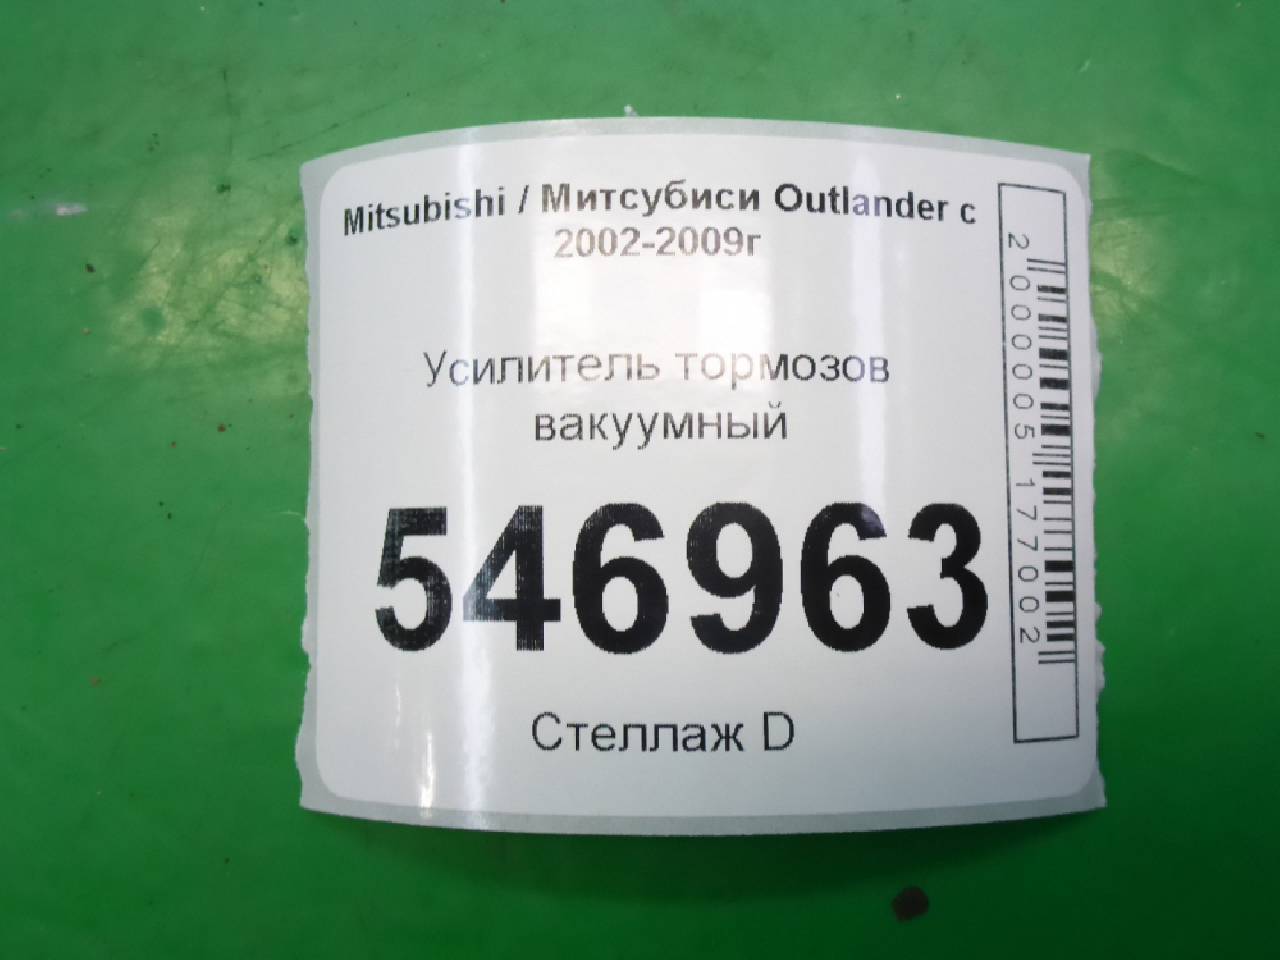 Mitsubishi / Митсубиси Outlander с
2002-2009г
Усилитель тормозов
вакуумный
546963
Стеллаж D
2000005177002